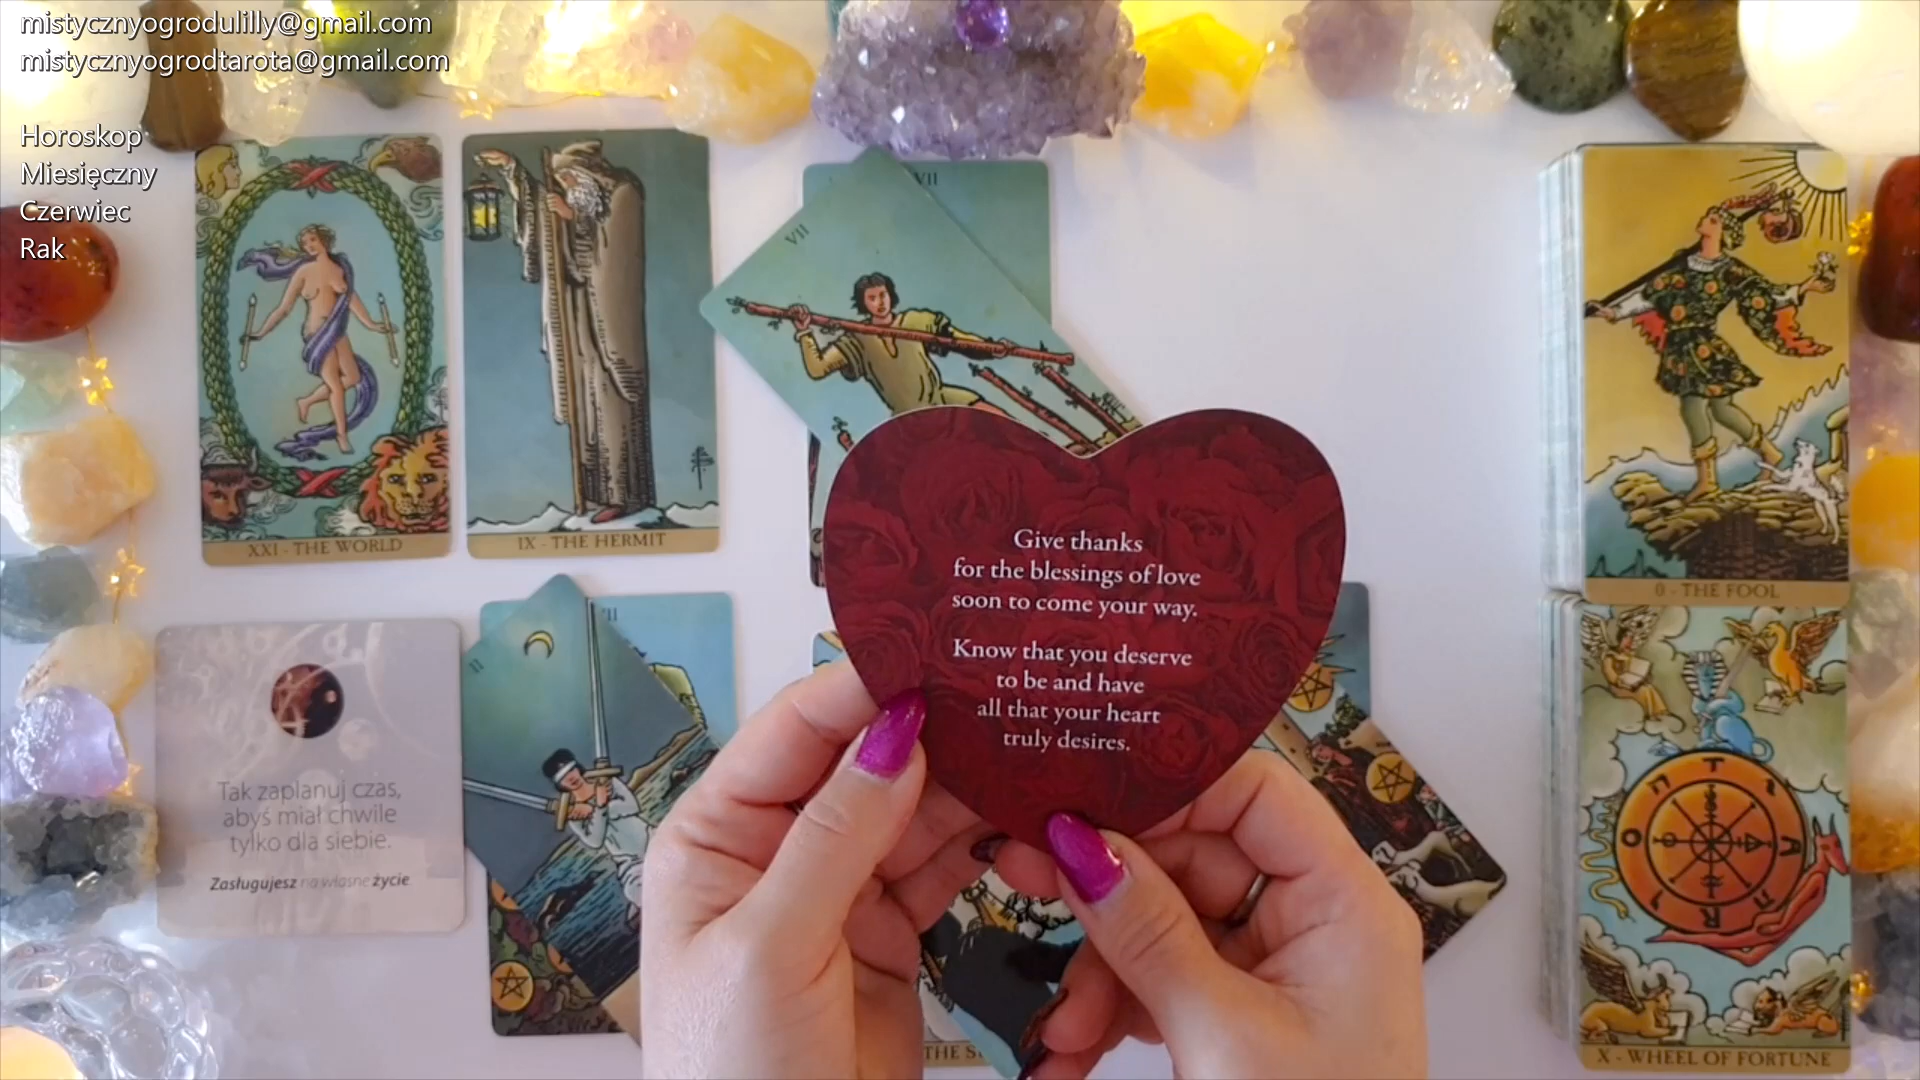 mistycznyogrodulilly@gmail.com
mistycznyogrodtarota@gmail.com
Horoskop
Miesięczny
Czerwiec
Rak
XXI - THE WORLD
IX - THE HERMIT
VII
VII
Give thanks
for the blessings of love
soon to come your way.
Know that you deserve
to be and have
all that your heart
truly desires.
0 - THE FOOL
II
Tak zaplanuj czas,
abyś miał chwile
tylko dla siebie.
Zasługujesz na własne życie.
THE
X - WHEEL OF FORTUNE